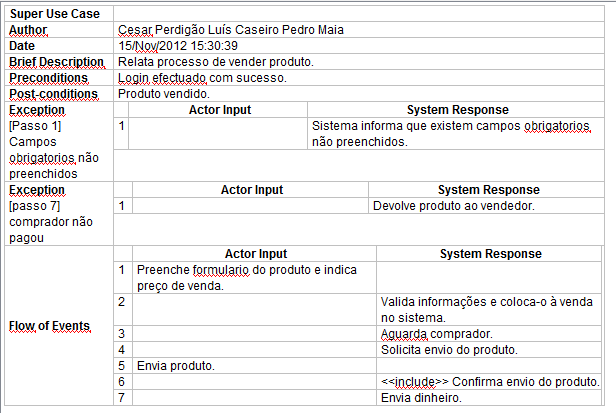 Super Use Case
Author Cesar Perdigão Luís Caseiro Pedro Maia
Date 15/Nov/2012 15:30:39
Brief Description Relata processo de vender produto.
Preconditions Login efectuado com sucesso.
Post-conditions Produto vendido.
Exception Actor Input System Response
[Passo 1] 1 Sistema informa que existem campos obrigatorios
Campos não preenchidos.
obrigatorios não
preenchidos
Exception Actor Input System Response
[passo 7] 1 Devolve produto ao vendedor.
comprador não
pagou
Actor Input System Response
1 Preenche formulario do produto e indica
preço de venda.
2 Valida informações e coloca-o à venda
no sistema.
Flow of Events
3 Aguarda comprador.
4 Solicita envio do produto.
5 Envia produto.
6 <<include>> Confirma envio do produto.
7 Envia dinheiro.